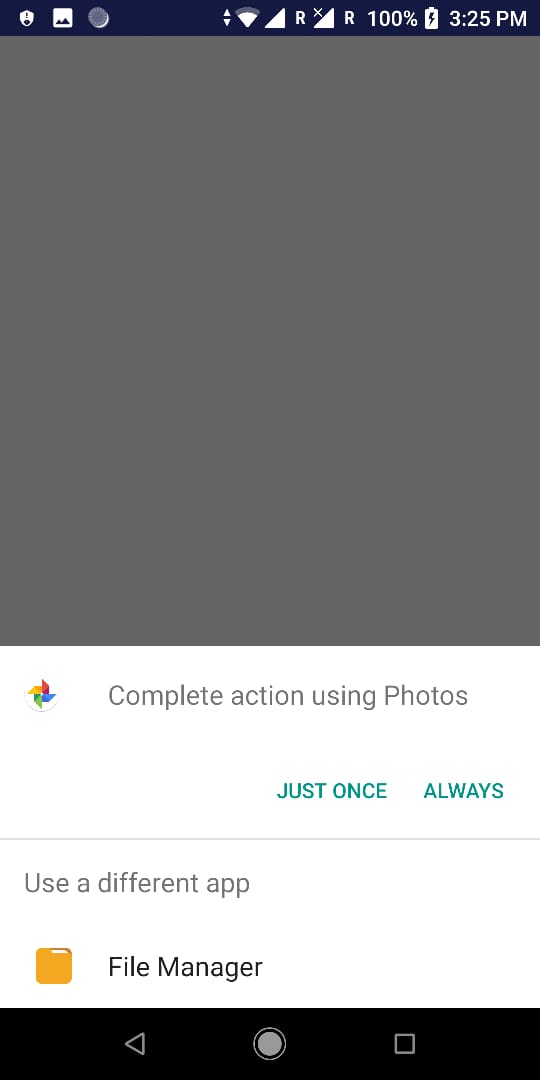 R R 100% 3:25 PM
Complete action using Photos
JUST ONCE ALWAYS
Use a different app
File Manager